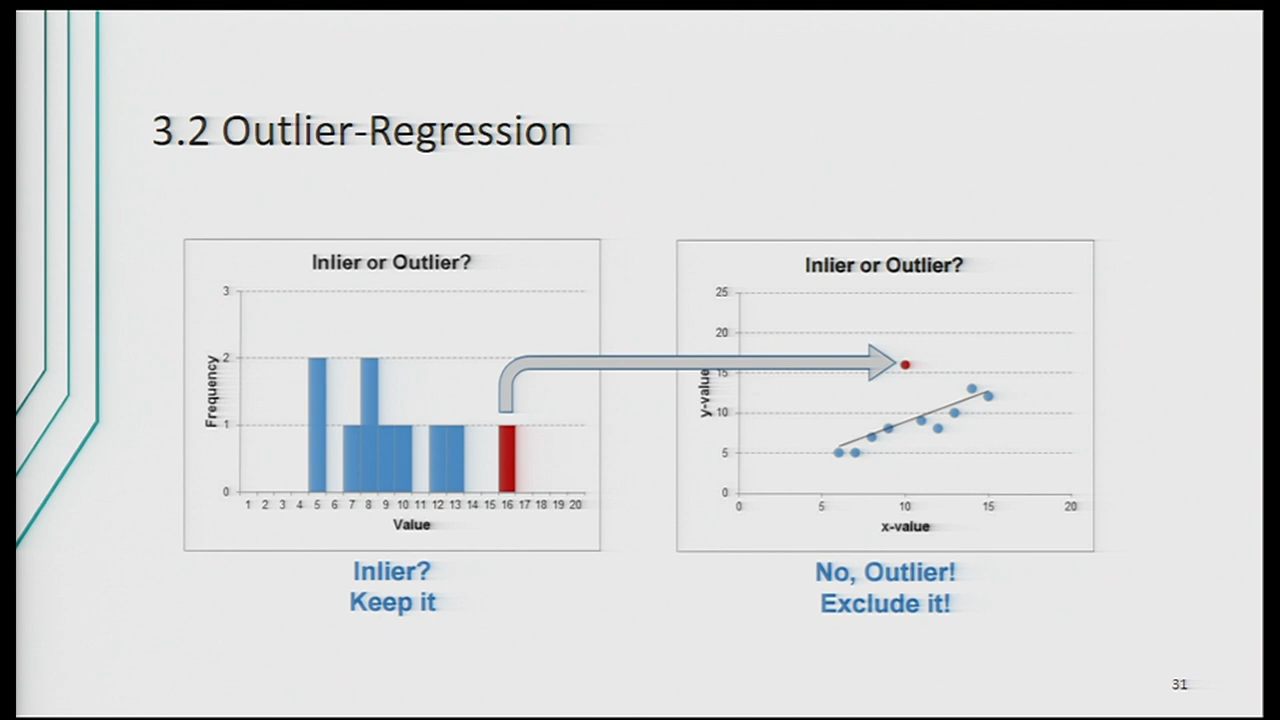 3.2 Outlier-Regression
Inlier or Outlier?
3
2
1
0
Frequency
1 2 3 4 5 6 7 8 9 10 11 12 13 14 15 16 17 18 19 20
Value
Inlier?
Keep it
Inlier or Outlier?
25
20
15
10
5
0
y-value
0 5 10 15 20
x-value
No, Outlier!
Exclude it!
31